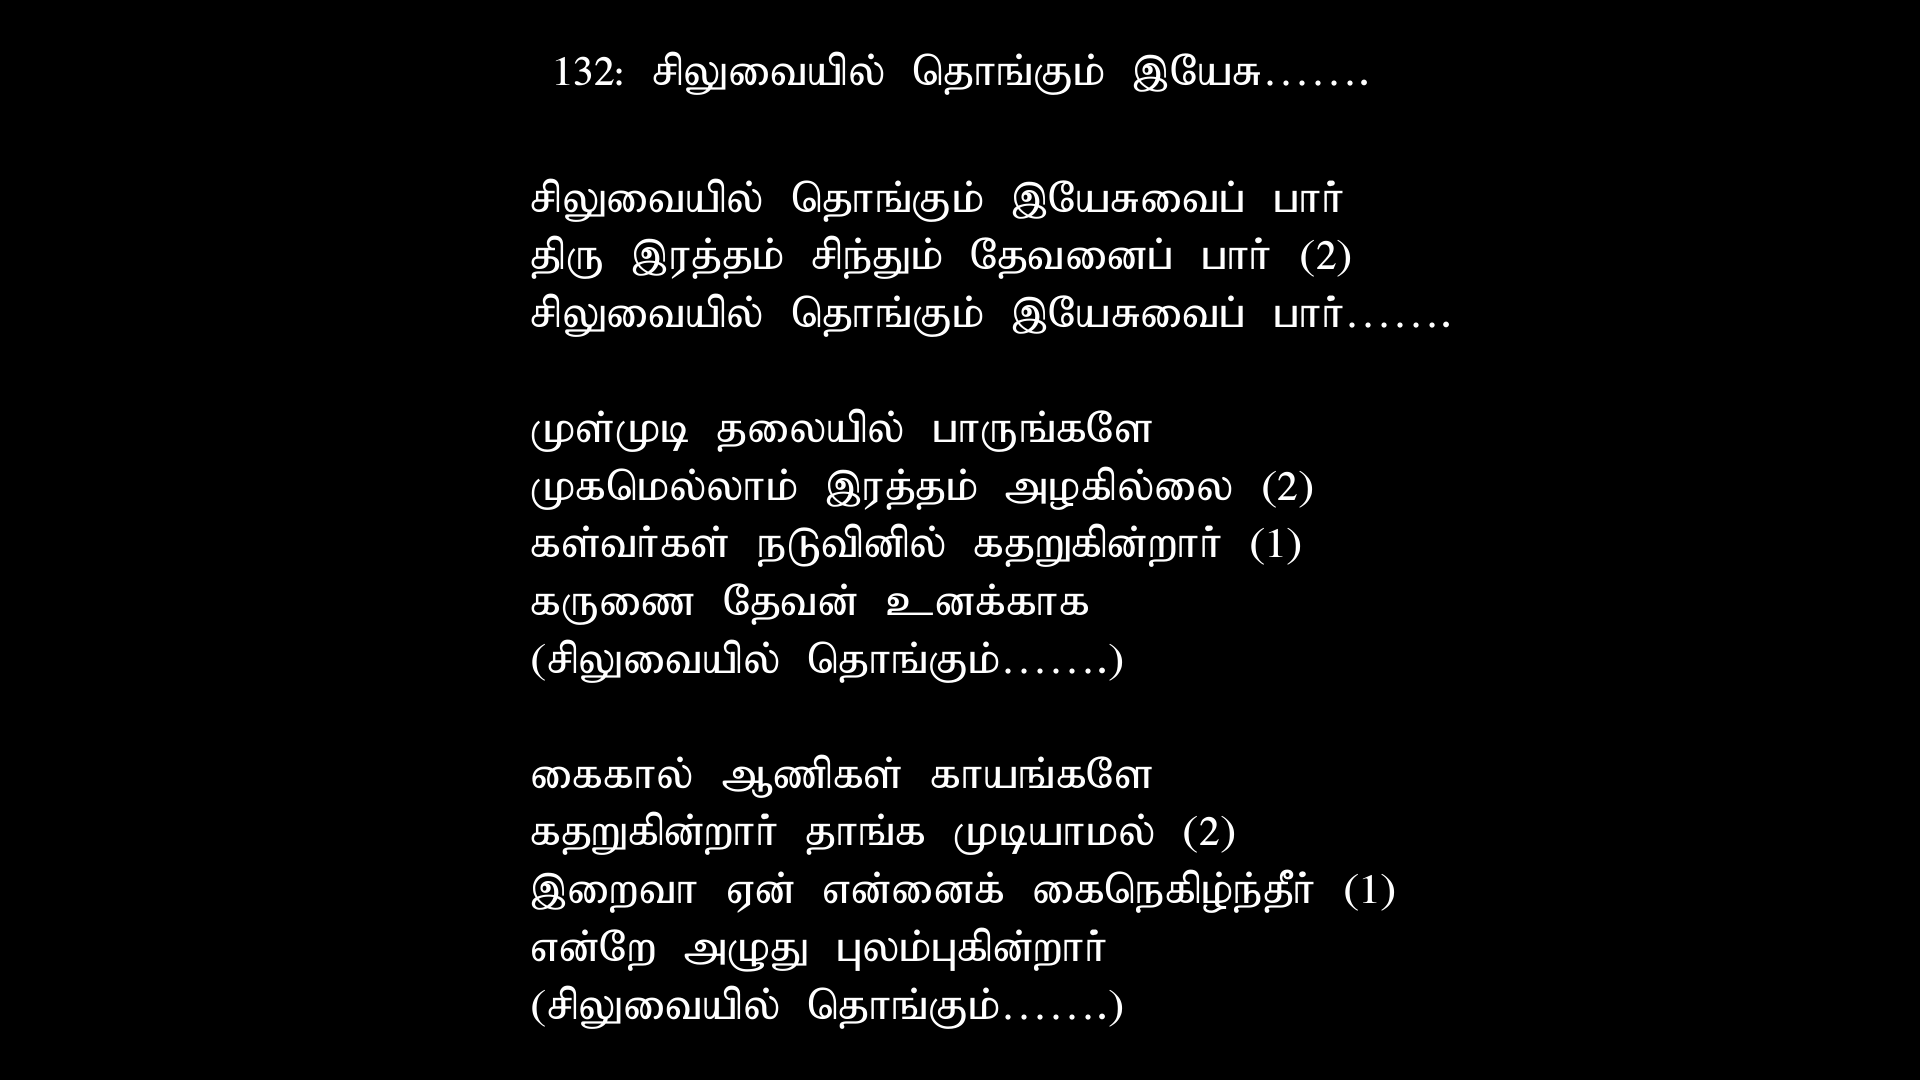 132: சிலுவையில் தொங்கும் இயேசு.......
சிலுவையில் தொங்கும் இயேசுவைப் பார்
திரு இரத்தம் சிந்தும் தேவனைப் பார் (2)
சிலுவையில் தொங்கும் இயேசுவைப் பார்.......
முள்முடி தலையில் பாருங்களே
முகமெல்லாம் இரத்தம் அழகில்லை (2)
கள்வர்கள் நடுவினில் கதறுகின்றார் (1)
கருணை தேவன் உனக்காக
(சிலுவையில் தொங்கும்.......)
கைகால் ஆணிகள் காயங்களே
கதறுகின்றார் தாங்க முடியாமல் (2)
இறைவா ஏன் என்னைக் கைநெகிழ்ந்தீர் (1)
என்றே அழுது புலம்புகின்றார்
(சிலுவையில் தொங்கும்.......)